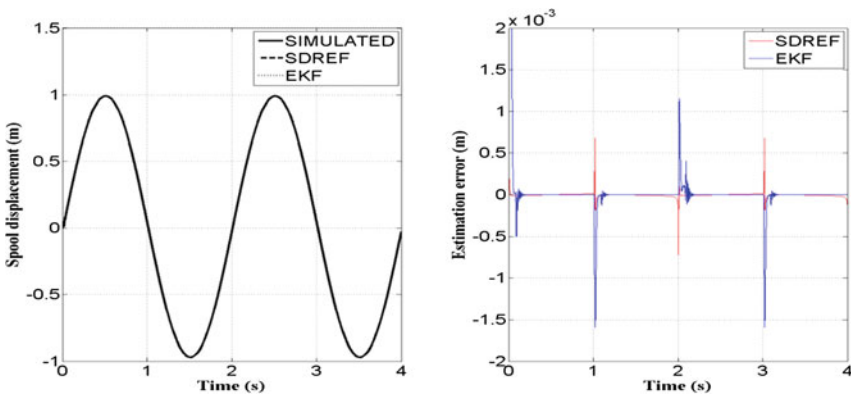 1.5
1
0.5
0
-0.5
-1
0
1
2
3
4
Spool displacement (m)
Time (s)
SIMULATED
SDREF
EKF
2 × 10⁻³
1.5
1
0.5
0
-0.5
-1
-1.5
-2
0
1
2
3
4
Estimation error (m)
Time (s)
SDREF
EKF